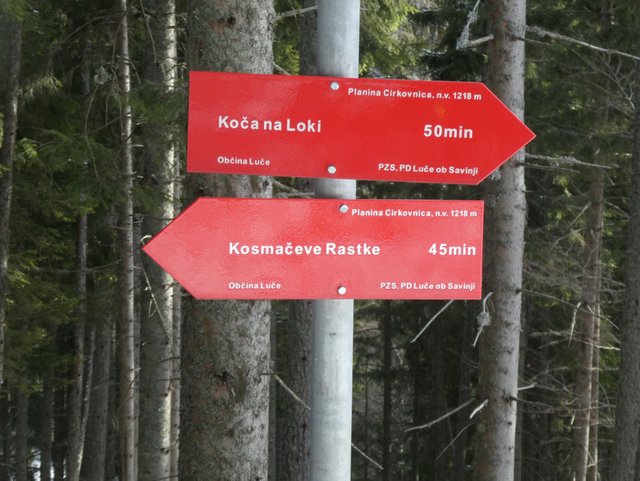 Planina Cirkovnica, n.v. 1218 m
Koča na Loki 50min
Občina Luče PZS, PD Luče ob Savinji
Planina Cirkovnica, n.v. 1218 m
Kosmačeve Rastke 45min
Občina Luče PZS, PD Luče ob Savinji